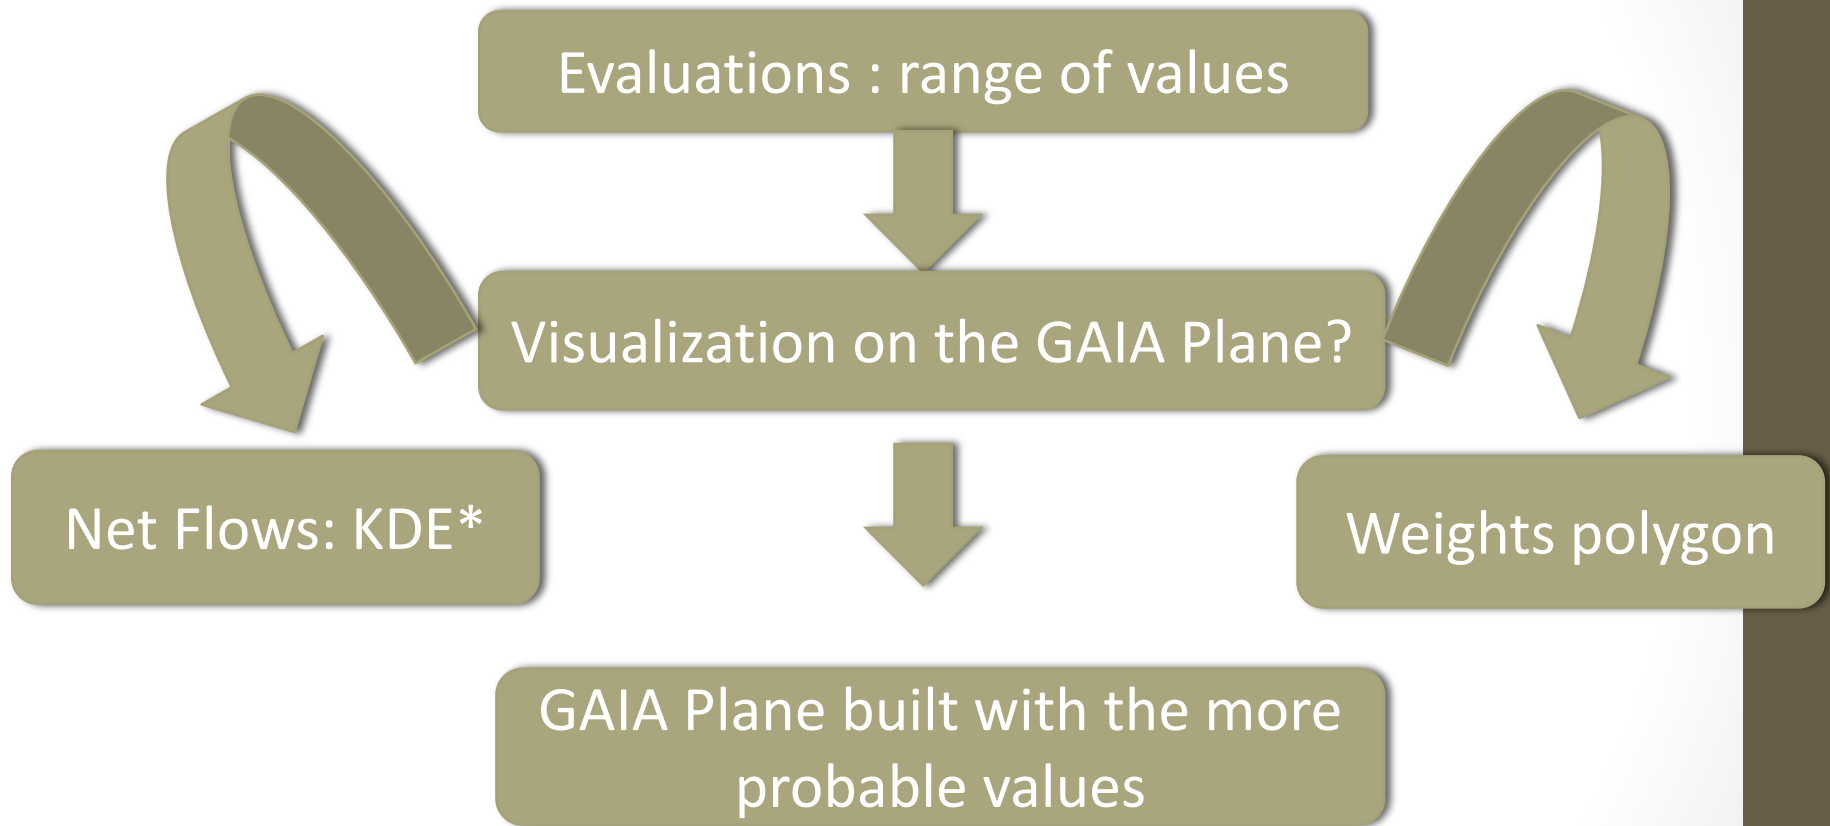 Evaluations : range of values
Visualization on the GAIA Plane?
Net Flows: KDE*
Weights polygon
GAIA Plane built with the more
probable values